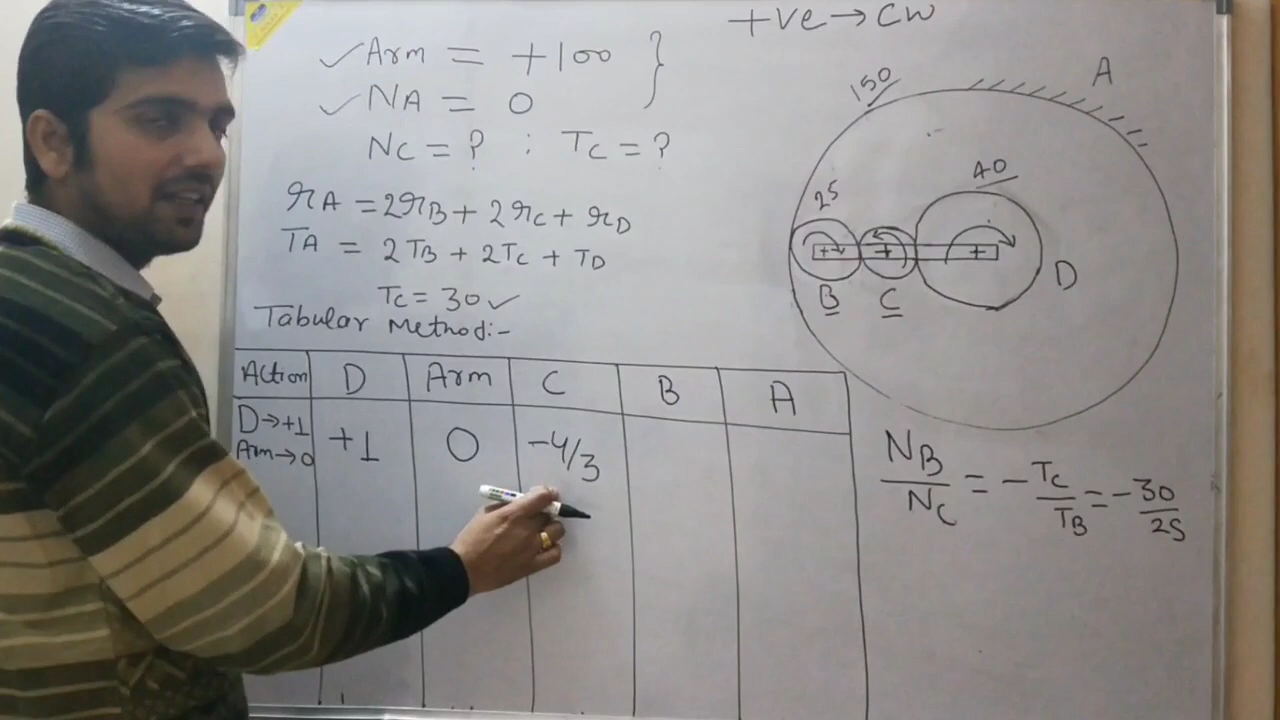 +ve → CW
✓ Arm = +100 }
✓ NA = 0
NC = ? : TC = ?
rA = 2rB + 2rC + rD
TA = 2TB + 2TC + TD
TC = 30 ✓
Tabular Method:-
Action D Arm C B A
D→+1 +1 0 -4/3
Arm→0
150
A
25
40
B
C
D
NB/NC = -TC/TB = -30/25